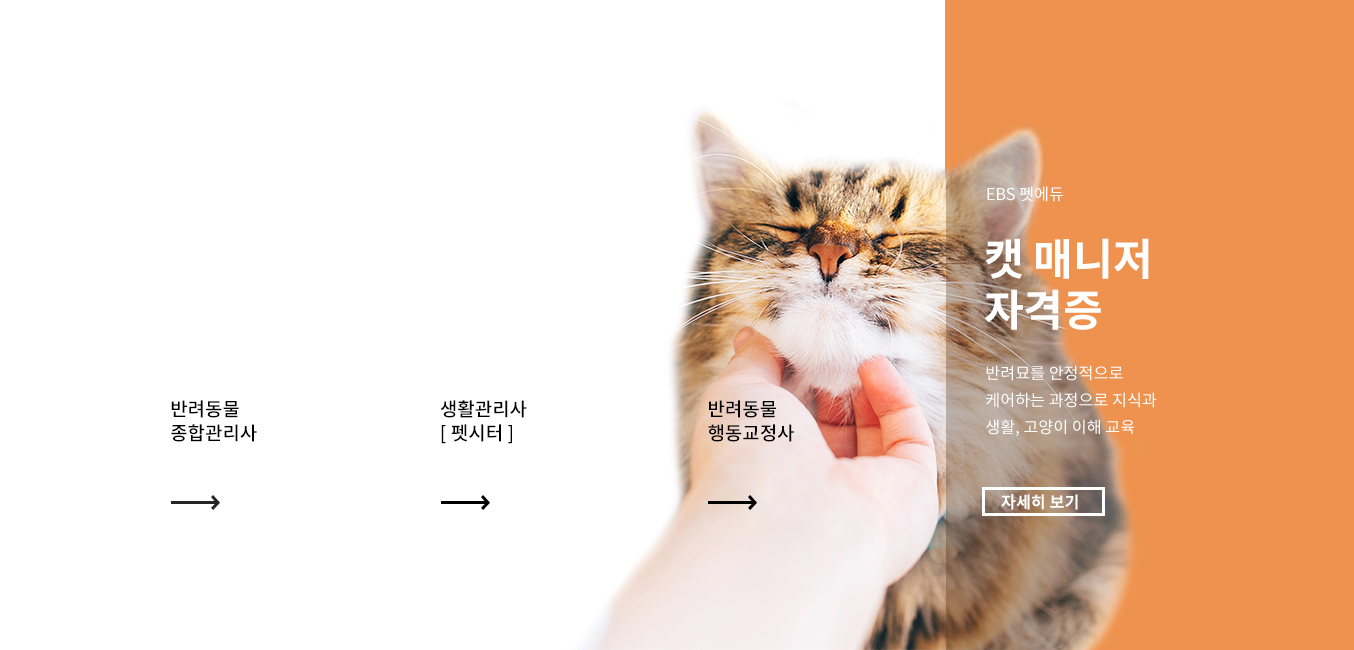 반려동물
종합관리사
생활관리사
[ 펫시터 ]
반려동물
행동교정사
EBS 펫에듀
캣 매니저
자격증
반려묘를 안정적으로
케어하는 과정으로 지식과
생활, 고양이 이해 교육
자세히 보기